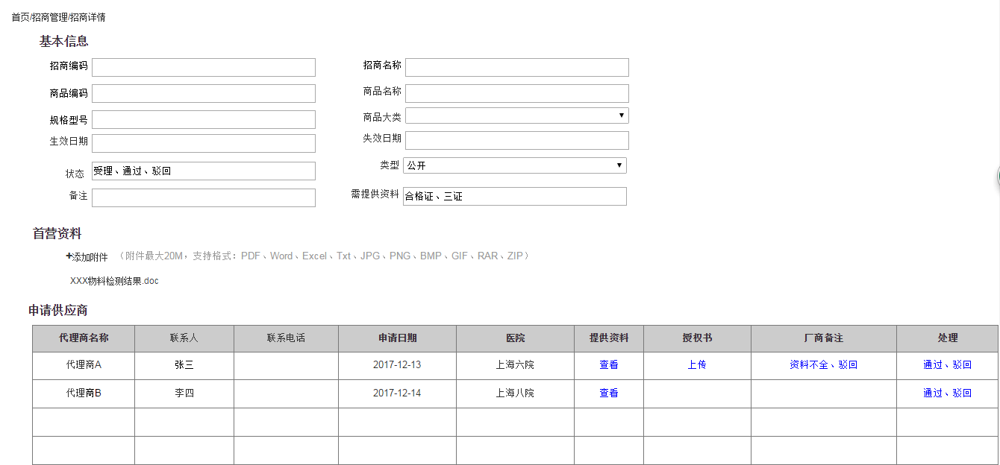 首页/招商管理/招商详情
基本信息
招商编码 招商名称
商品编码 商品名称
规格型号 商品大类
生效日期 失效日期
状态 受理、通过、驳回 类型 公开
备注 需提供资料 合格证、三证
首营资料
+添加附件 （附件最大20M，支持格式：PDF、Word、Excel、Txt、JPG、PNG、BMP、GIF、RAR、ZIP）
XXX物料检测结果.doc
申请供应商
代理商名称 联系人 联系电话 申请日期 医院 提供资料 授权书 厂商备注 处理
代理商A 张三 2017-12-13 上海六院 查看 上传 资料不全、驳回 通过、驳回
代理商B 李四 2017-12-14 上海八院 查看 通过、驳回